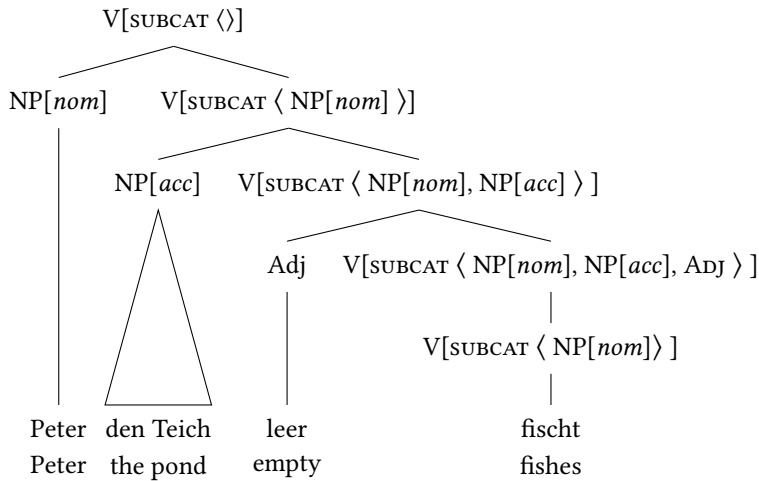 V[SUBCAT ⟨⟩]
NP[nom] V[SUBCAT ⟨ NP[nom] ⟩]
NP[acc] V[SUBCAT ⟨ NP[nom], NP[acc] ⟩ ]
Adj V[SUBCAT ⟨ NP[nom], NP[acc], ADJ ⟩ ]
V[SUBCAT ⟨ NP[nom]⟩ ]
Peter den Teich leer fischt
Peter the pond empty fishes